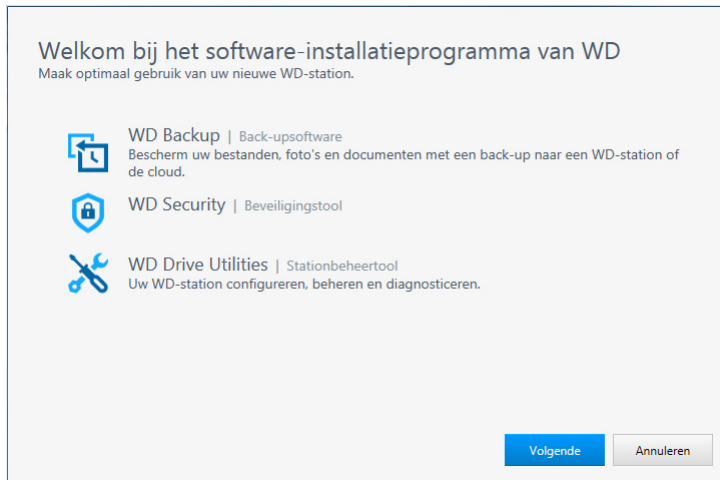 Welkom bij het software-installatieprogramma van WD
Maak optimaal gebruik van uw nieuwe WD-station.
WD Backup | Back-upsoftware
Bescherm uw bestanden, foto's en documenten met een back-up naar een WD-station of
de cloud.
WD Security | Beveiligingstool
WD Drive Utilities | Stationbeheertool
Uw WD-station configureren, beheren en diagnosticeren.
Volgende
Annuleren